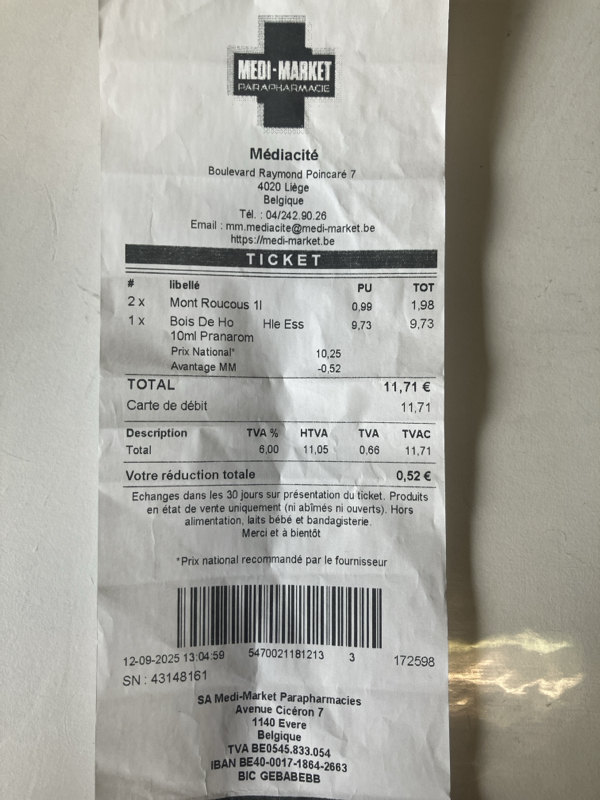 MEDI-MARKET
PARAPHARMACIE
Médiacité
Boulevard Raymond Poincaré 7
4020 Liège
Belgique
Tél. : 04/242.90.26
Email : mm.mediacite@medi-market.be
https://medi-market.be
TICKET
# libellé PU TOT
2 x Mont Roucous 1l 0,99 1,98
1 x Bois De Ho Hle Ess 9,73 9,73
10ml Pranarom
Prix National* 10,25
Avantage MM -0,52
TOTAL 11,71 €
Carte de débit 11,71
Description TVA % HTVA TVA TVAC
Total 6,00 11,05 0,66 11,71
Votre réduction totale 0,52 €
Echanges dans les 30 jours sur présentation du ticket. Produits
en état de vente uniquement (ni abîmés ni ouverts). Hors
alimentation, laits bébé et bandagisterie.
Merci et à bientôt
*Prix national recommandé par le fournisseur
12-09-2025 13:04:59 5470021181213 3 172598
SN : 43148161
SA Medi-Market Parapharmacies
Avenue Cicéron 7
1140 Evere
Belgique
TVA BE0545.833.054
IBAN BE40-0017-1864-2663
BIC GEBABEBB